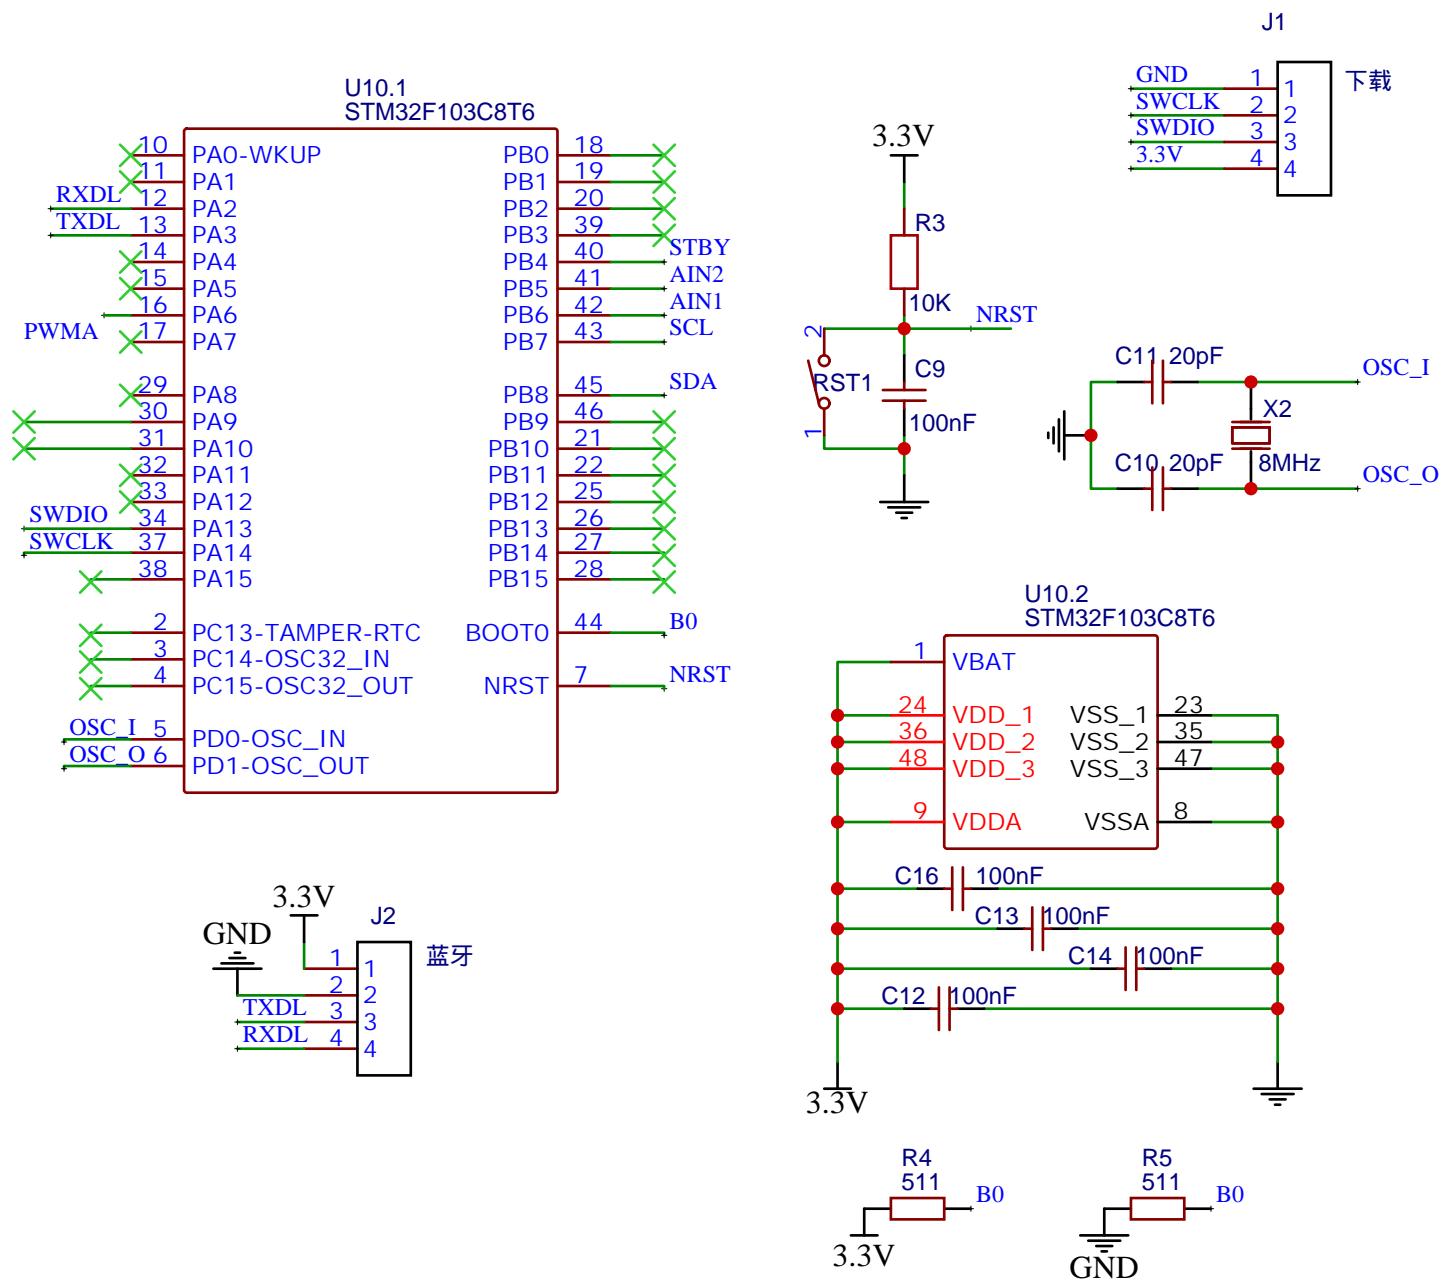 U10.1
STM32F103C8T6
10 PA0-WKUP PB0 18
11 PA1 PB1 19
RXDL 12 PA2 PB2 20
TXDL 13 PA3 PB3 39
14 PA4 PB4 40 STBY
15 PA5 PB5 41 AIN2
16 PA6 PB6 42 AIN1
PWMA 17 PA7 PB7 43 SCL
29 PA8 PB8 45 SDA
30 PA9 PB9 46
31 PA10 PB10 21
32 PA11 PB11 22
33 PA12 PB12 25
SWDIO 34 PA13 PB13 26
SWCLK 37 PA14 PB14 27
38 PA15 PB15 28
2 PC13-TAMPER-RTC BOOT0 44 B0
3 PC14-OSC32_IN
4 PC15-OSC32_OUT NRST 7 NRST
OSC_I 5 PD0-OSC_IN
OSC_O 6 PD1-OSC_OUT
3.3V
R3
10K
NRST
2
RST1
1
C9
100nF
J1
下载
GND 1 1
SWCLK 2 2
SWDIO 3 3
3.3V 4 4
C11 20pF OSC_I
X2
8MHz
C10 20pF OSC_O
U10.2
STM32F103C8T6
1 VBAT
24 VDD_1 VSS_1 23
36 VDD_2 VSS_2 35
48 VDD_3 VSS_3 47
9 VDDA VSSA 8
C16 100nF
C13 100nF
C14 100nF
C12 100nF
3.3V
3.3V
GND
J2
蓝牙
1 1
2 2
TXDL 3 3
RXDL 4 4
R4
511
B0
3.3V
R5
511
B0
GND